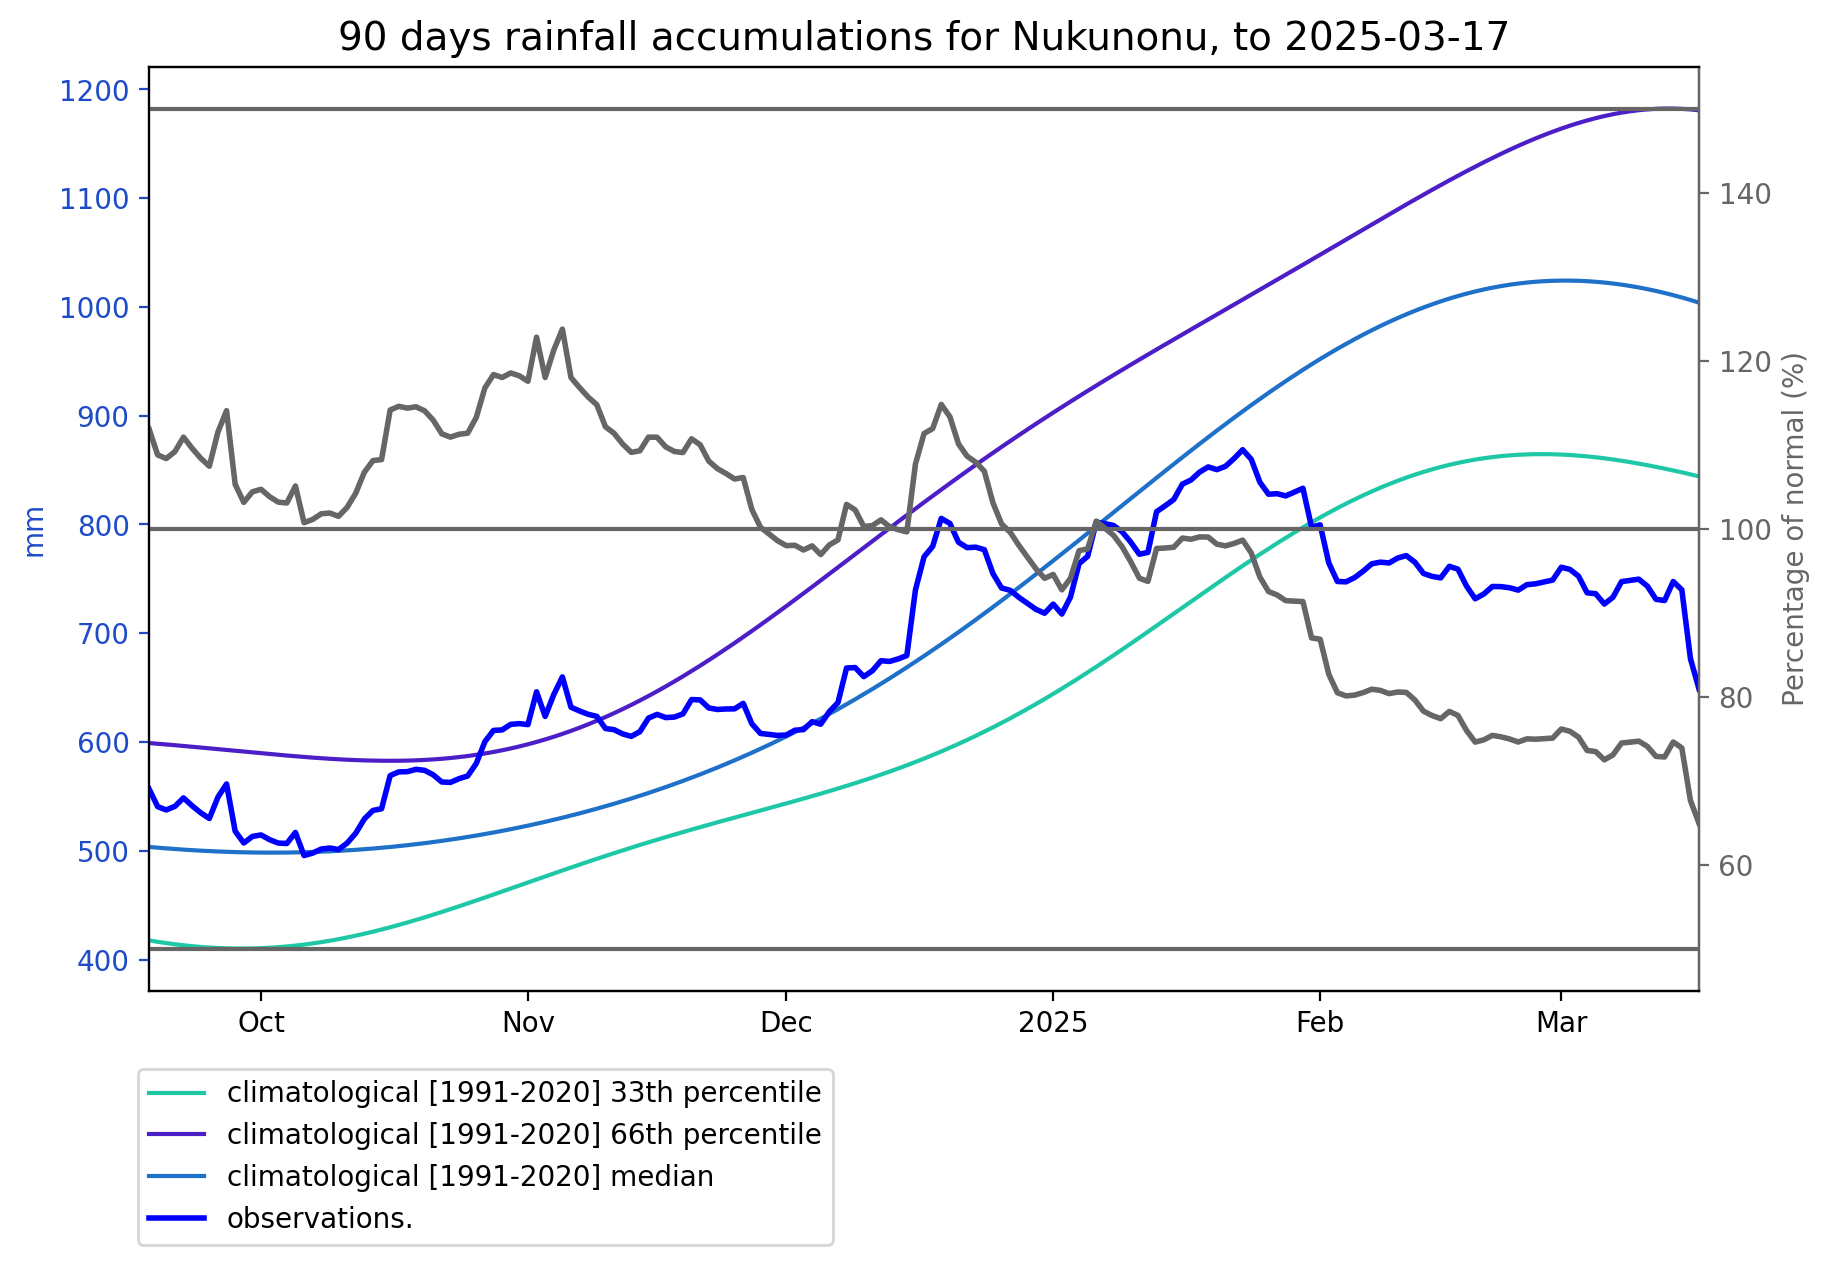 90 days rainfall accumulations for Nukunonu, to 2025-03-17
1200
1100
1000
900
800
700
600
500
400
mm
140
120
100
80
60
Percentage of normal (%)
Oct Nov Dec 2025 Feb Mar
climatological [1991-2020] 33th percentile
climatological [1991-2020] 66th percentile
climatological [1991-2020] median
observations.